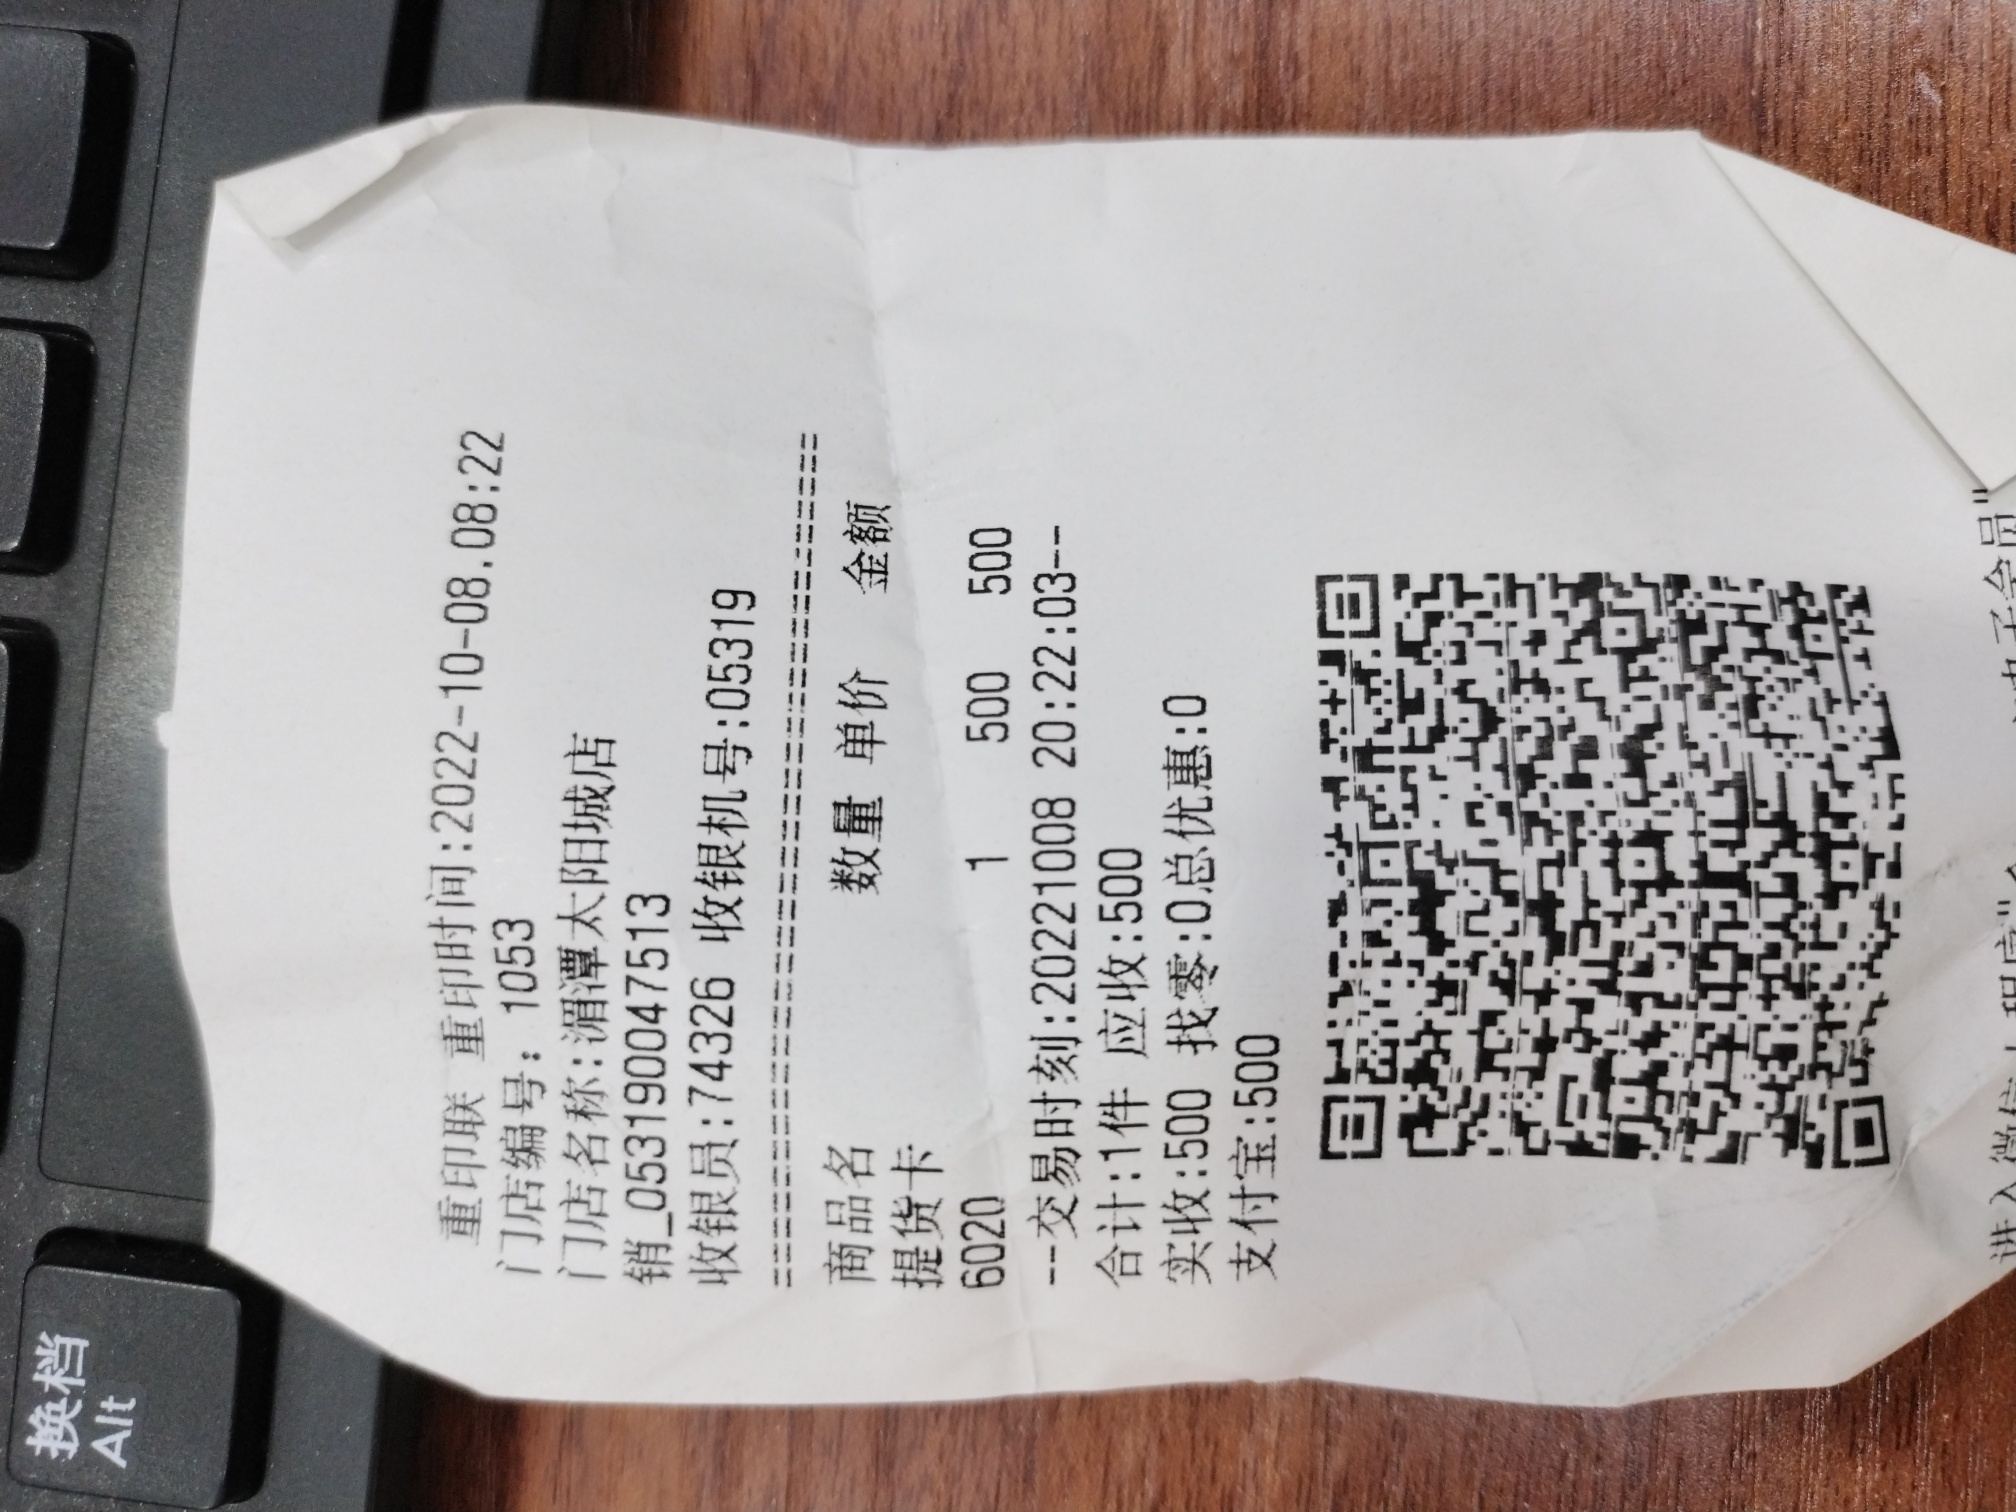 重印联 重印时间:2022-10-08.08:22
门店编号: 1053
门店名称:湄潭太阳城店
销_05319004751​3
收银员:74326 收银机号:05319
商品名 数量 单价 金额
提货卡
6020 1 500 500
--交易时刻:20221008 20:22:03--
合计:1件 应收:500
实收:500 找零:0总优惠:0
支付宝:500
换档
Alt